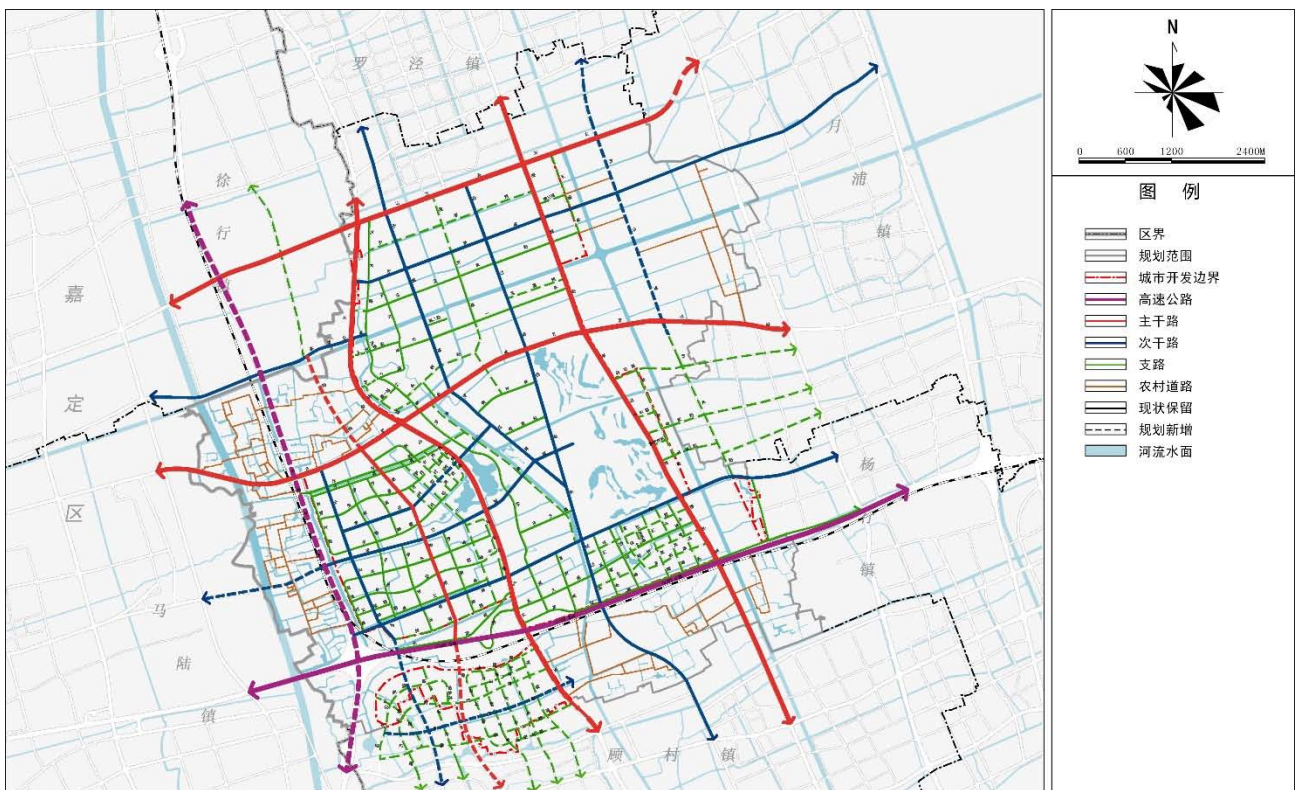 N
0 600 1200 2400M
图 例
区界
规划范围
城市开发边界
高速公路
主干路
次干路
支路
农村道路
现状保留
规划新增
河流水面
罗泾镇
徐行
月浦镇
嘉定区
杨行镇
马陆镇
顾村镇